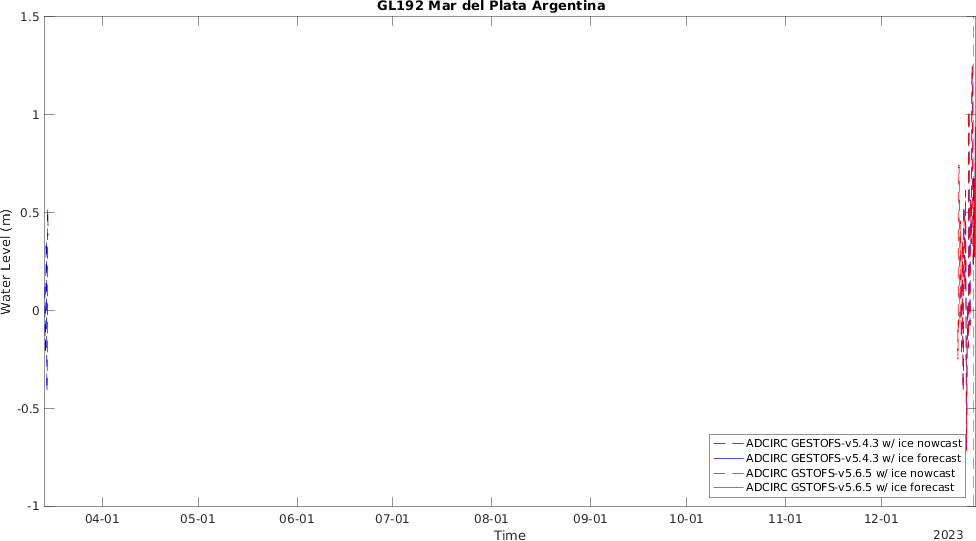 GL192 Mar del Plata Argentina
1.5
1
0.5
0
-0.5
-1
Water Level (m)
ADCIRC GESTOFS-v5.4.3 w/ ice nowcast
ADCIRC GESTOFS-v5.4.3 w/ ice forecast
ADCIRC GSTOFS-v5.6.5 w/ ice nowcast
ADCIRC GSTOFS-v5.6.5 w/ ice forecast
04-01 05-01 06-01 07-01 08-01 09-01 10-01 11-01 12-01
Time
2023